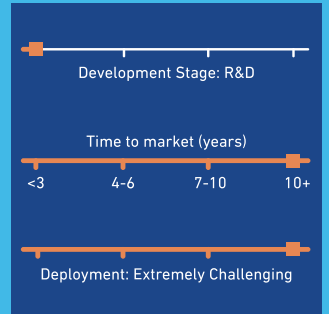 Development Stage: R&D
Time to market (years)
<3 4-6 7-10 10+
Deployment: Extremely Challenging